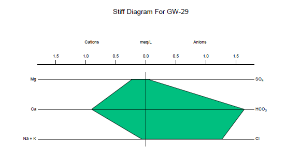 Stiff Diagram For GW-29
Cations meq/L Anions
1.5 1.0 0.5 0.0 0.5 1.0 1.5
Mg SO4
Ca HCO3
Na + K Cl